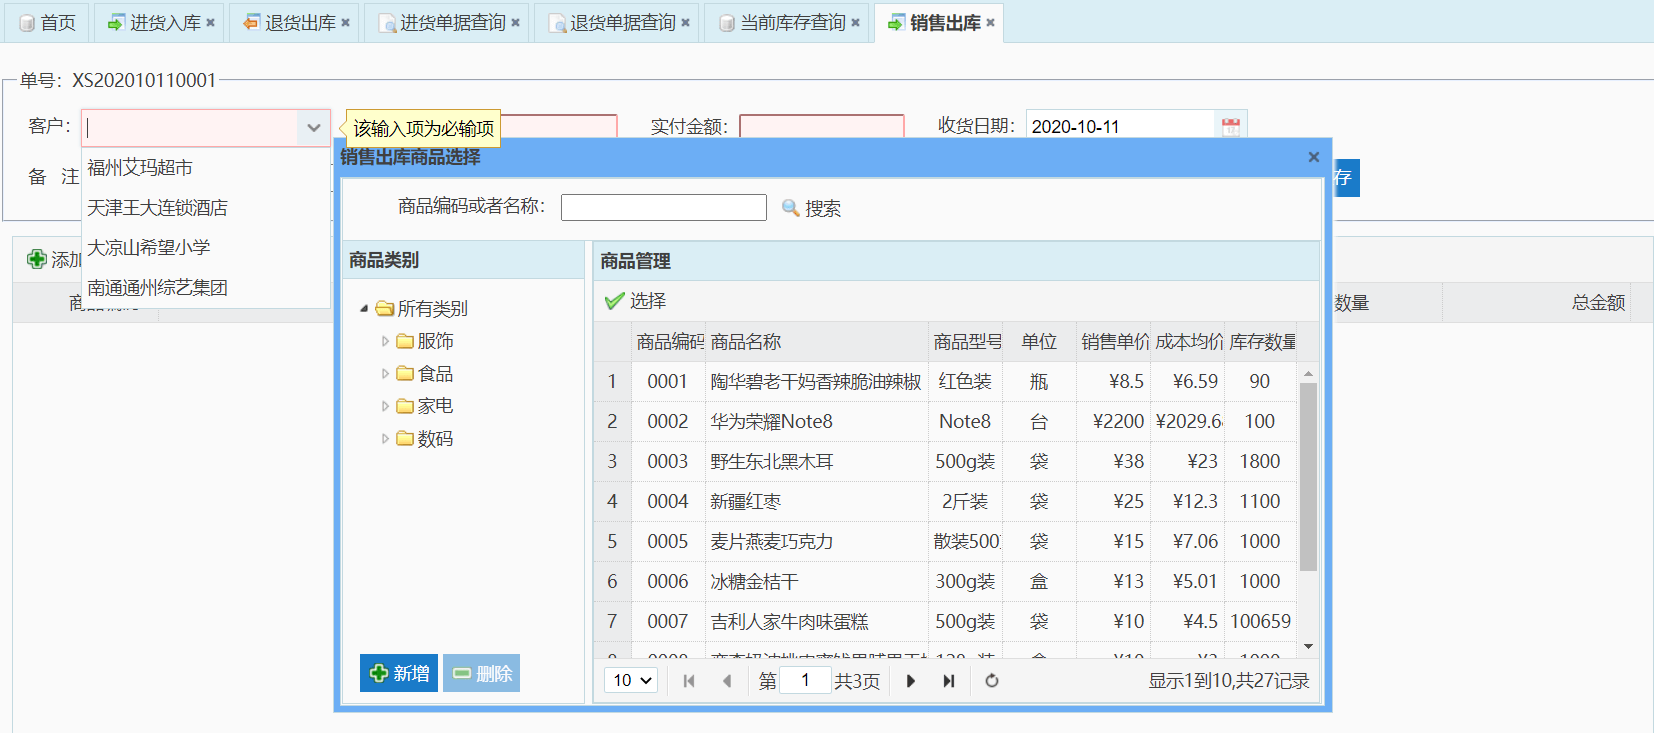 首页 进货入库 退货出库 进货单据查询 退货单据查询 当前库存查询 销售出库
单号：XS202010110001
客户： 该输入项为必输项 实付金额： 收货日期： 2020-10-11
备 注
存
福州艾玛超市
天津王大连锁酒店
大凉山希望小学
南通通州综艺集团
添加
数量 总金额
销售出库商品选择
商品编码或者名称： 搜索
商品类别
所有类别
服饰
食品
家电
数码
新增 删除
商品管理
选择
商品编码 商品名称 商品型号 单位 销售单价 成本均价 库存数量
1 0001 陶华碧老干妈香辣脆油辣椒 红色装 瓶 ¥8.5 ¥6.59 90
2 0002 华为荣耀Note8 Note8 台 ¥2200 ¥2029.6 100
3 0003 野生东北黑木耳 500g装 袋 ¥38 ¥23 1800
4 0004 新疆红枣 2斤装 袋 ¥25 ¥12.3 1100
5 0005 麦片燕麦巧克力 散装500 袋 ¥15 ¥7.06 1000
6 0006 冰糖金桔干 300g装 盒 ¥13 ¥5.01 1000
7 0007 吉利人家牛肉味蛋糕 500g装 袋 ¥10 ¥4.5 100659
10 第 1 共3页 显示1到10,共27记录